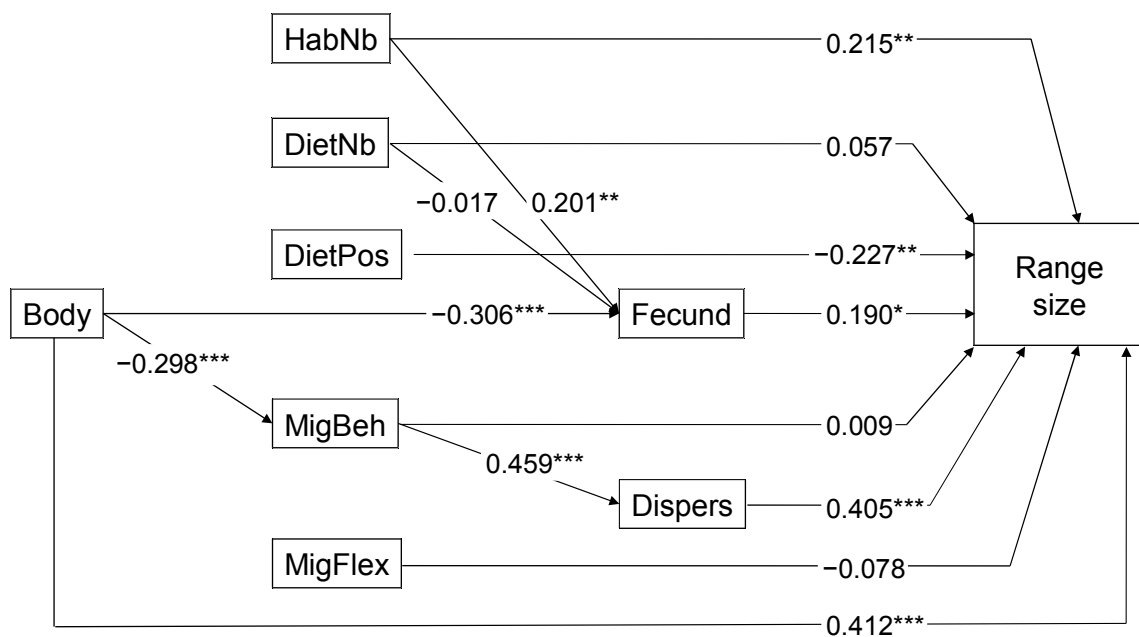 HabNb
0.215**
DietNb
0.057
−0.017
0.201**
DietPos
−0.227**
Range
size
Body
−0.306***
Fecund
0.190*
−0.298***
MigBeh
0.009
0.459***
Dispers
0.405***
MigFlex
−0.078
0.412***